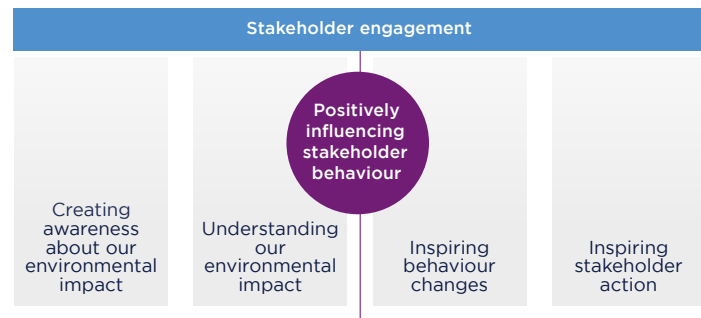 Stakeholder engagement
Positively
influencing
stakeholder
behaviour
Creating
awareness
about our
environmental
impact
Understanding
our
environmental
impact
Inspiring
behaviour
changes
Inspiring
stakeholder
action